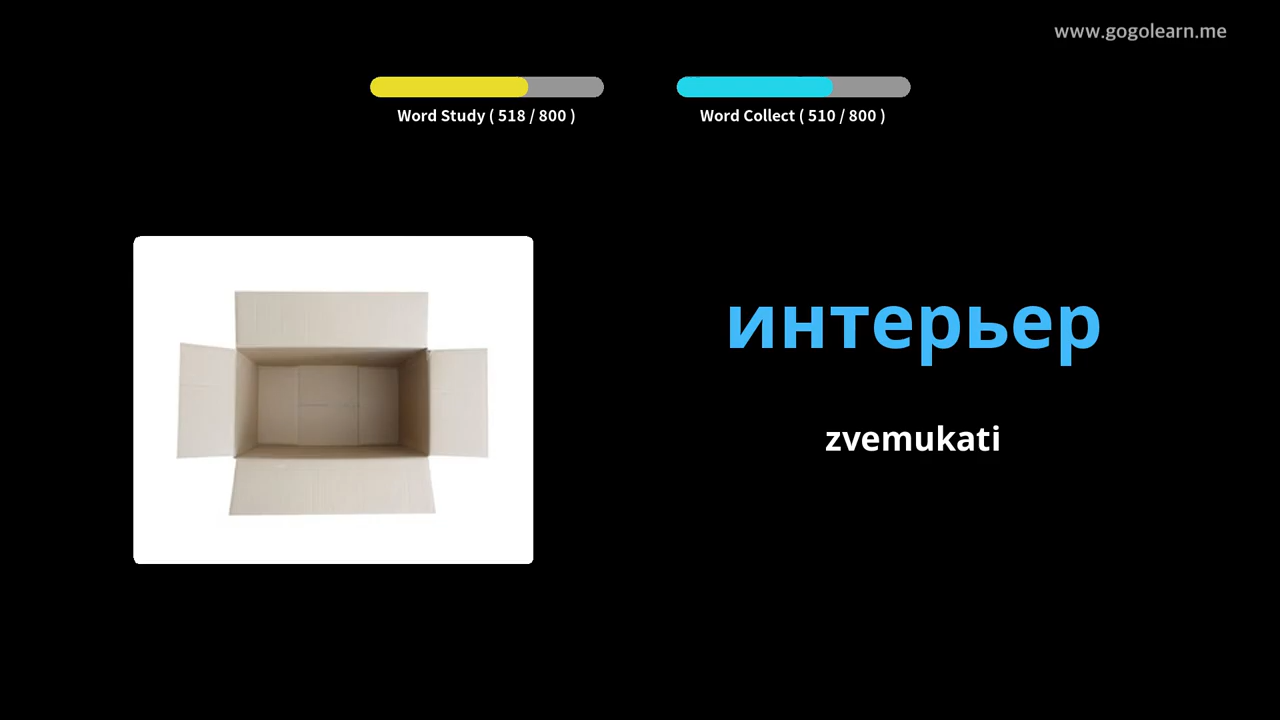 www.gogolearn.me
Word Study ( 518 / 800 )
Word Collect ( 510 / 800 )
интерьер
zvemukati